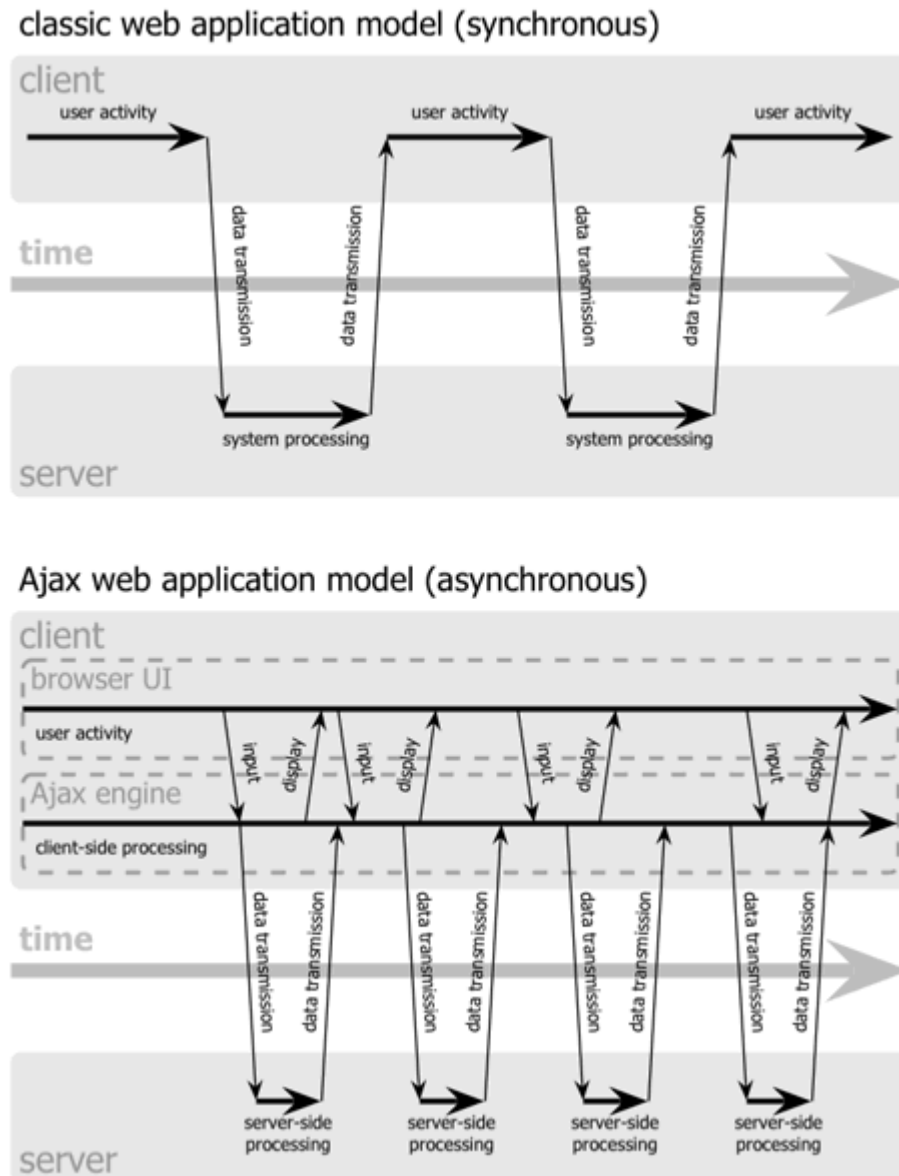 classic web application model (synchronous)
client
user activity
user activity
user activity
data transmission
data transmission
data transmission
data transmission
time
system processing
system processing
server
Ajax web application model (asynchronous)
client
browser UI
user activity
input
display
input
display
input
display
input
display
Ajax engine
client-side processing
data transmission
data transmission
data transmission
data transmission
data transmission
data transmission
data transmission
data transmission
time
server-side
processing
server-side
processing
server-side
processing
server-side
processing
server